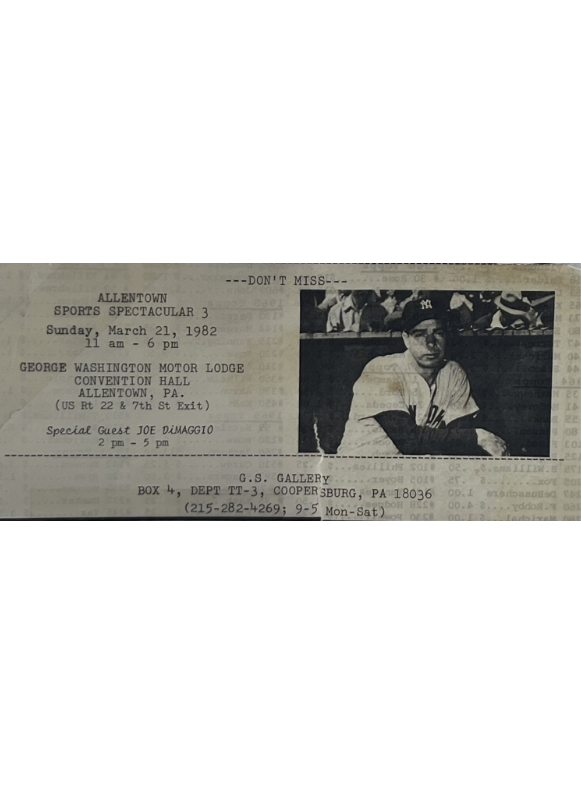 ---DON'T MISS---
ALLENTOWN
SPORTS SPECTACULAR 3
Sunday, March 21, 1982
11 am - 6 pm
GEORGE WASHINGTON MOTOR LODGE
CONVENTION HALL
ALLENTOWN, PA.
(US Rt 22 & 7th St Exit)
Special Guest JOE DiMAGGIO
2 pm - 5 pm
NY
G.S. GALLERY
BOX 4, DEPT TT-3, COOPERSBURG, PA 18036
(215-282-4269; 9-5 Mon-Sat)